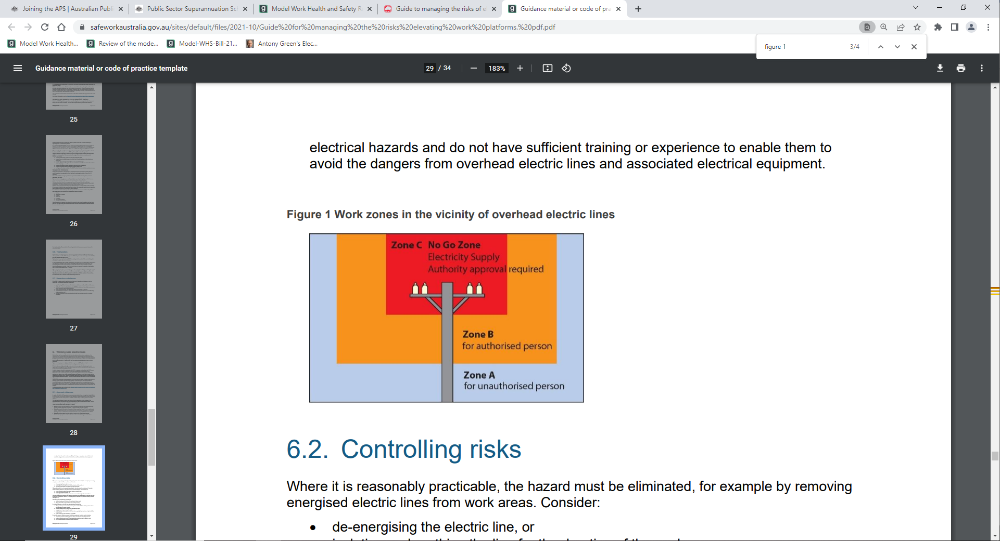 Joining the APS | Australian Publi
Public Sector Superannuation Sc
Model Work Health and Safety R
Guide to managing the risks of el
Guidance material or code of pra
safeworkaustralia.gov.au/sites/default/files/2021-10/Guide%20for%20managing%20the%20risks%20elevating%20work%20platforms.%20pdf.pdf
Model Work Health...
Review of the mode...
Model-WHS-Bill-21...
Antony Green's Elec...
figure 1
3/4
Guidance material or code of practice template
29 / 34
183%
25
26
27
28
29
electrical hazards and do not have sufficient training or experience to enable them to
avoid the dangers from overhead electric lines and associated electrical equipment.
Figure 1 Work zones in the vicinity of overhead electric lines
Zone C No Go Zone
Electricity Supply
Authority approval required
Zone B
for authorised person
Zone A
for unauthorised person
6.2. Controlling risks
Where it is reasonably practicable, the hazard must be eliminated, for example by removing
energised electric lines from work areas. Consider:
• de-energising the electric line, or